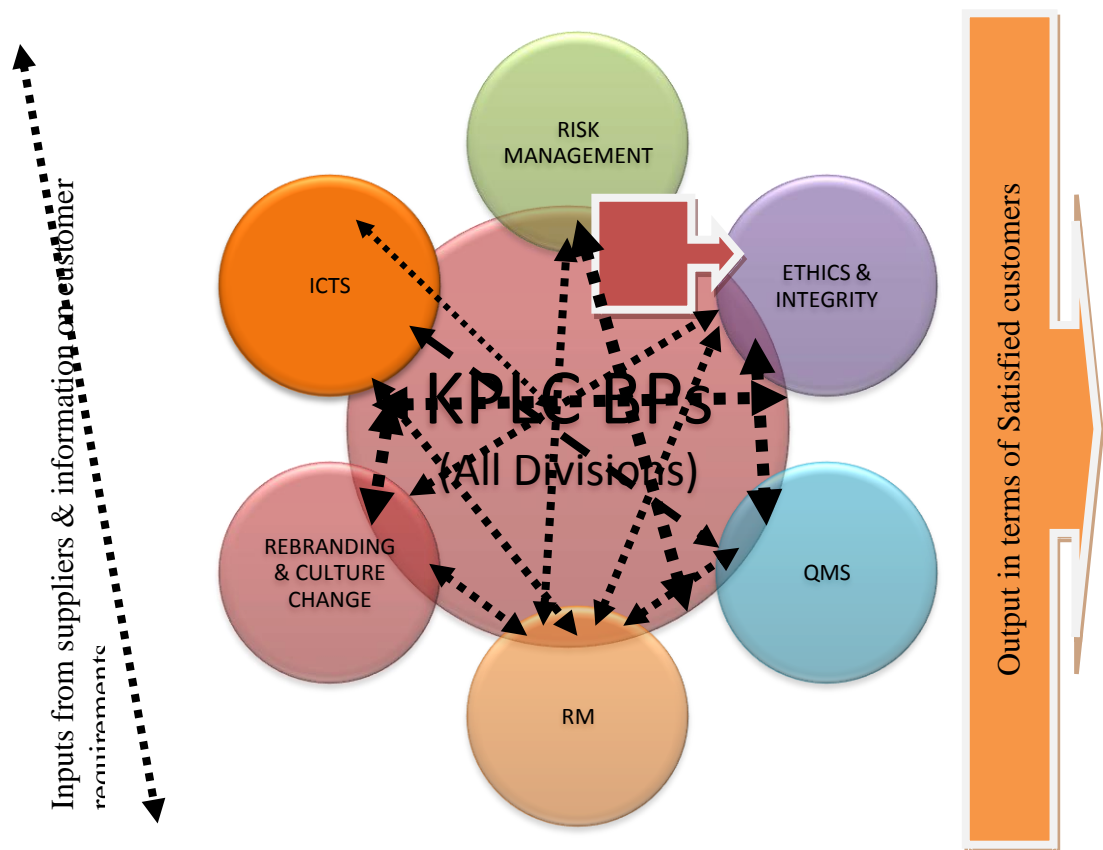 Inputs from suppliers & information on customer
requirements
RISK
MANAGEMENT
ICTS
ETHICS &
INTEGRITY
KPLC BPs
(All Divisions)
REBRANDING
& CULTURE
CHANGE
QMS
RM
Output in terms of Satisfied customers